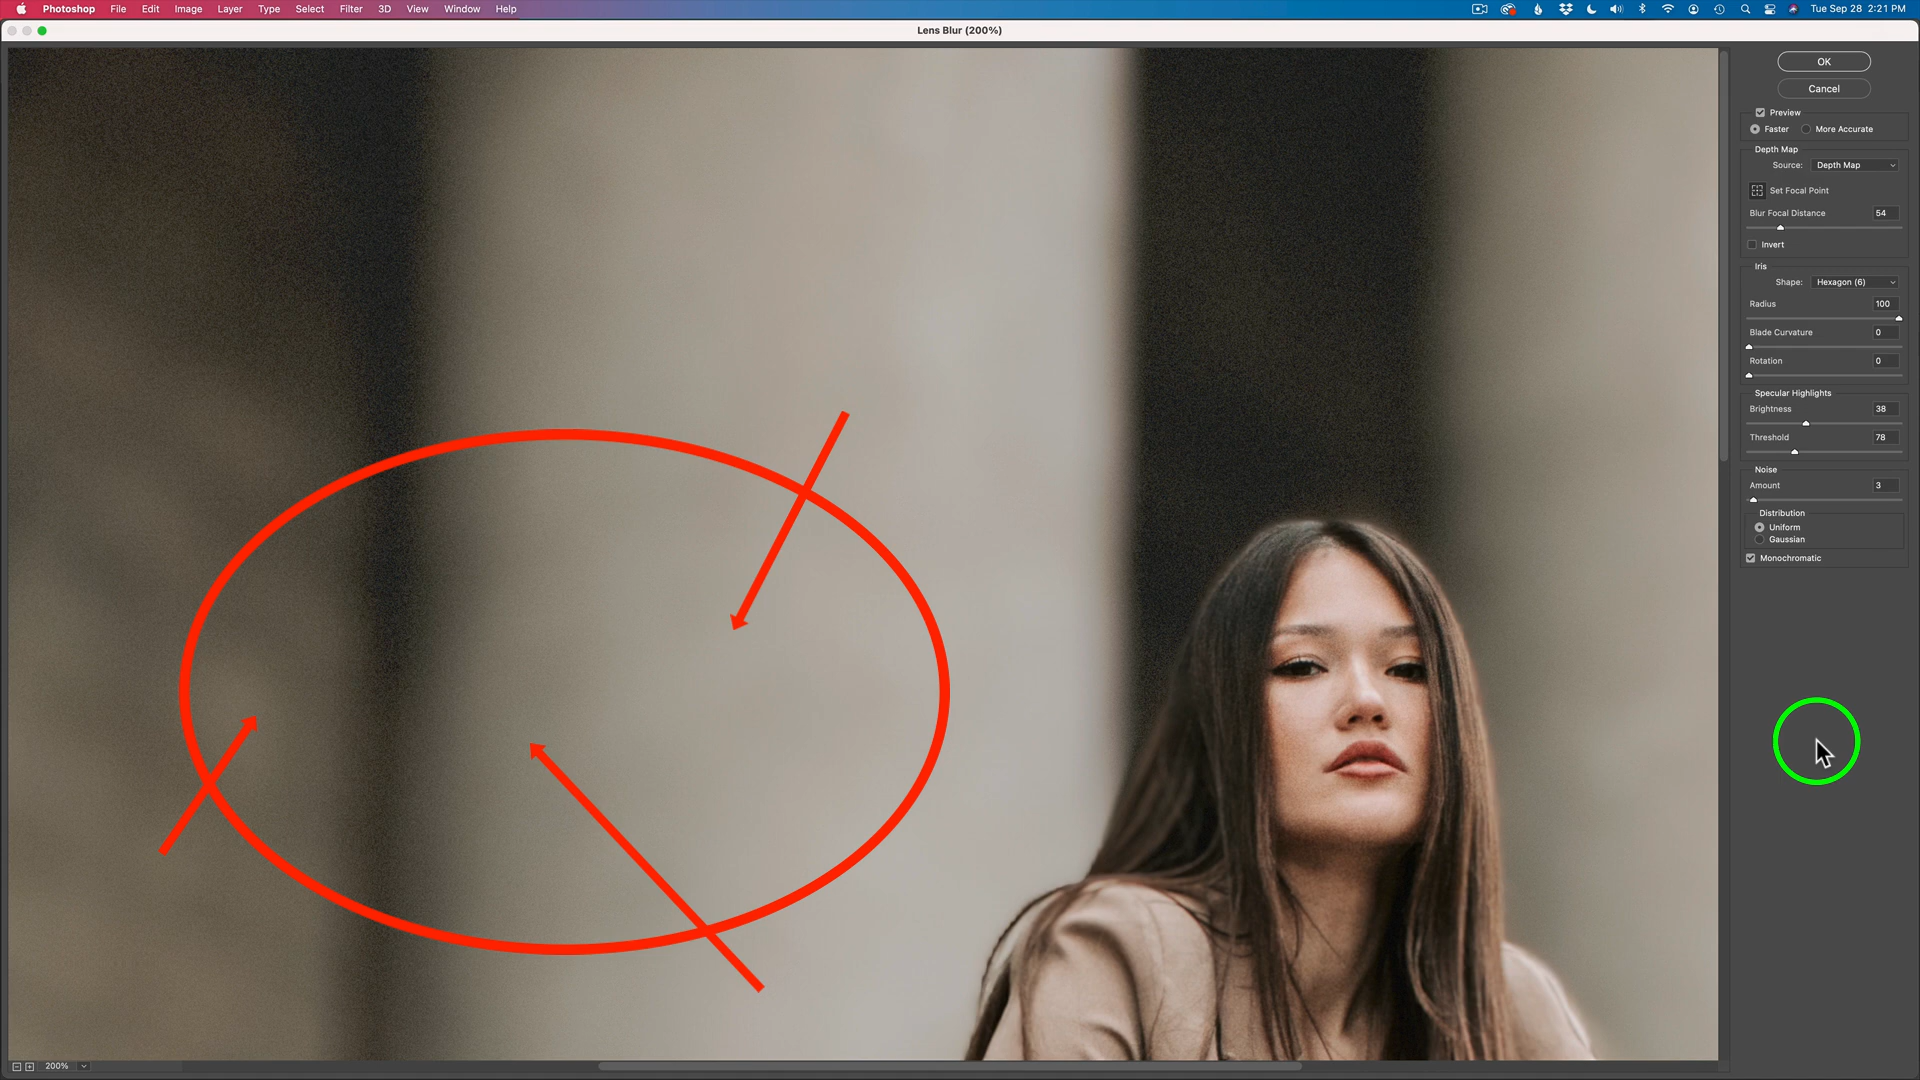 Photoshop File Edit Image Layer Type Select Filter 3D View Window Help Tue Sep 28 2:21 PM
Lens Blur (200%)
OK
Cancel
Preview
Faster More Accurate
Depth Map
Source: Depth Map
Set Focal Point
Blur Focal Distance 54
Invert
Iris
Shape: Hexagon (6)
Radius 100
Blade Curvature 0
Rotation 0
Specular Highlights
Brightness 38
Threshold 78
Noise
Amount 3
Distribution
Uniform
Gaussian
Monochromatic
200%